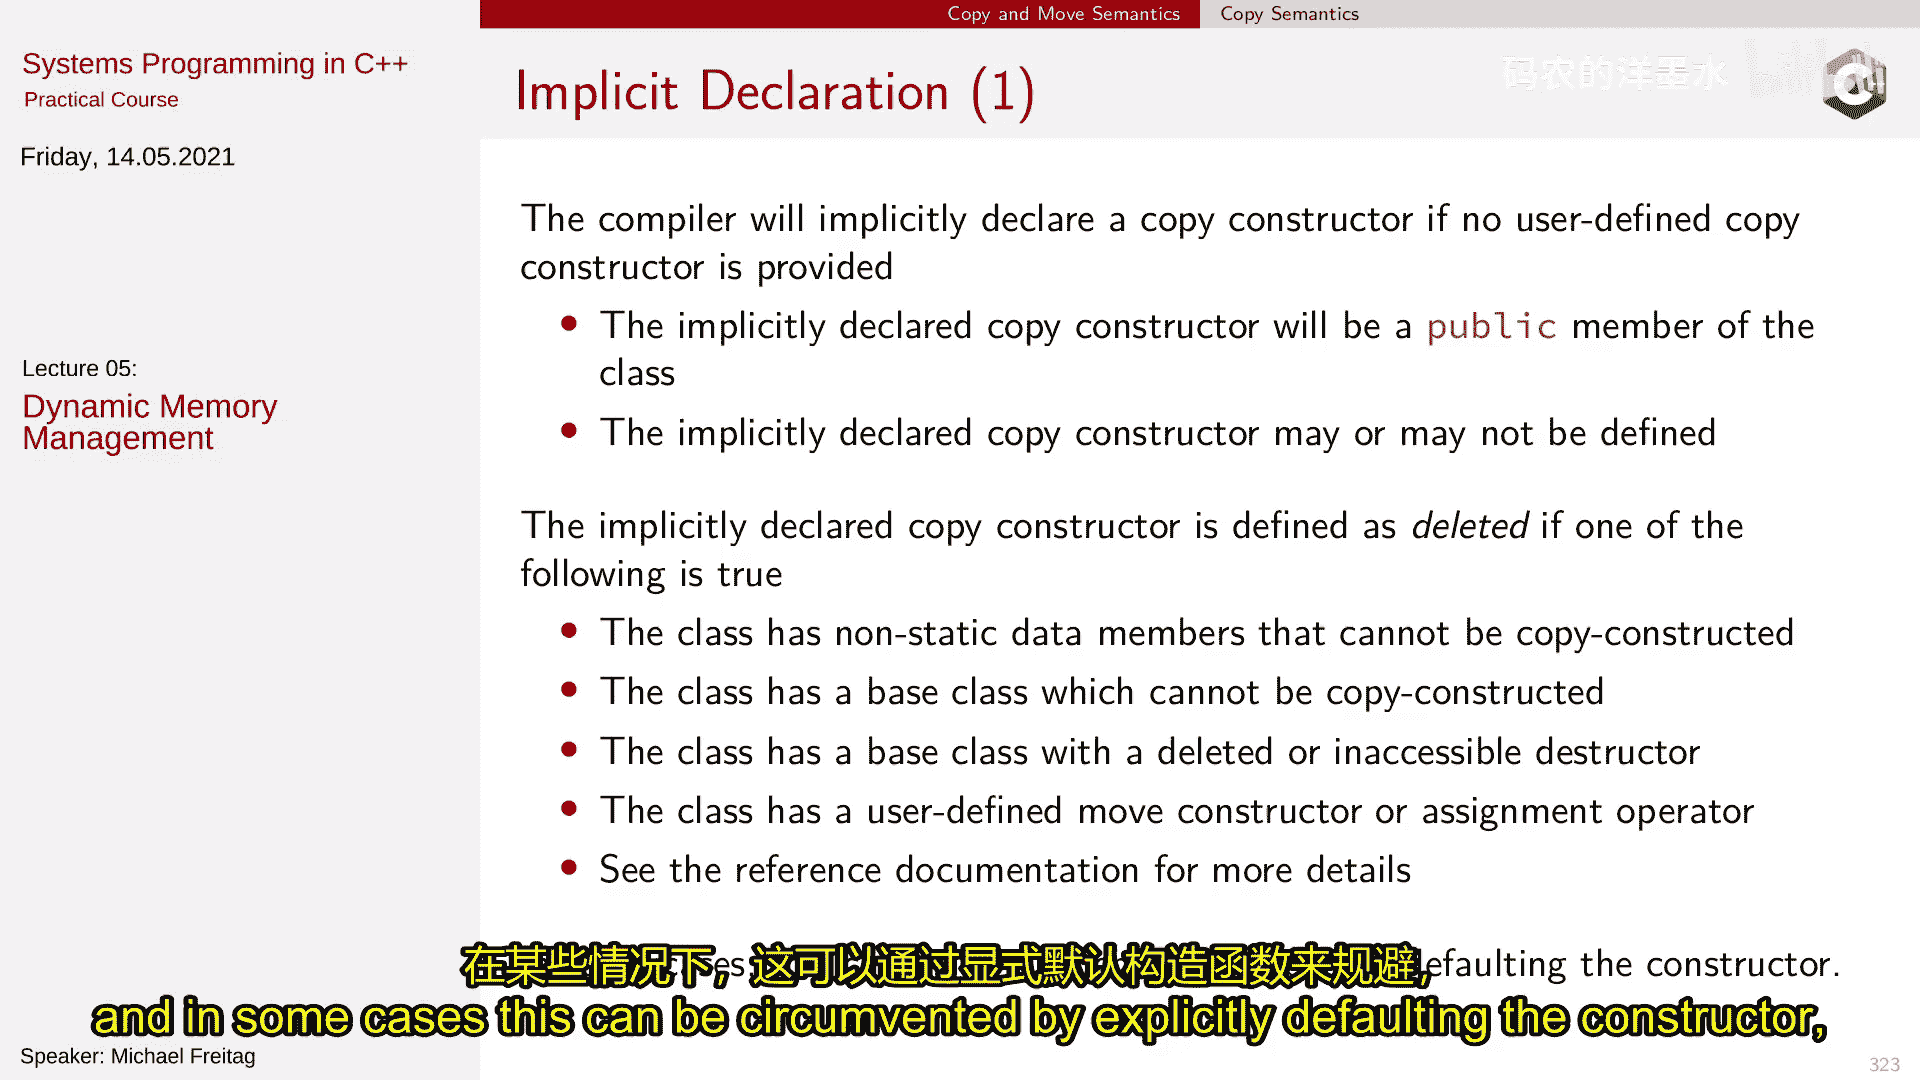 Copy and Move Semantics Copy Semantics
Systems Programming in C++
Practical Course
Friday, 14.05.2021
Lecture 05:
Dynamic Memory
Management
Implicit Declaration (1)
码农的洋墨水
The compiler will implicitly declare a copy constructor if no user-defined copy
constructor is provided
• The implicitly declared copy constructor will be a public member of the
class
• The implicitly declared copy constructor may or may not be defined
The implicitly declared copy constructor is defined as deleted if one of the
following is true
• The class has non-static data members that cannot be copy-constructed
• The class has a base class which cannot be copy-constructed
• The class has a base class with a deleted or inaccessible destructor
• The class has a user-defined move constructor or assignment operator
• See the reference documentation for more details
defaulting the constructor.
在某些情况下，这可以通过显式默认构造函数来规避，
and in some cases this can be circumvented by explicitly defaulting the constructor,
Speaker: Michael Freitag
323